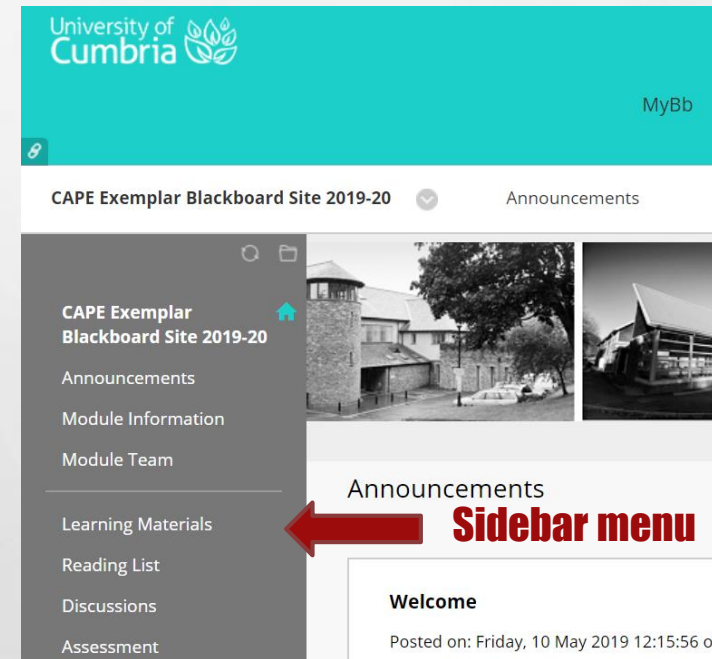 University of
Cumbria
MyBb
CAPE Exemplar Blackboard Site 2019-20
Announcements
CAPE Exemplar
Blackboard Site 2019-20
Announcements
Module Information
Module Team
Learning Materials
Reading List
Discussions
Assessment
Announcements
Sidebar menu
Welcome
Posted on: Friday, 10 May 2019 12:15:56 o